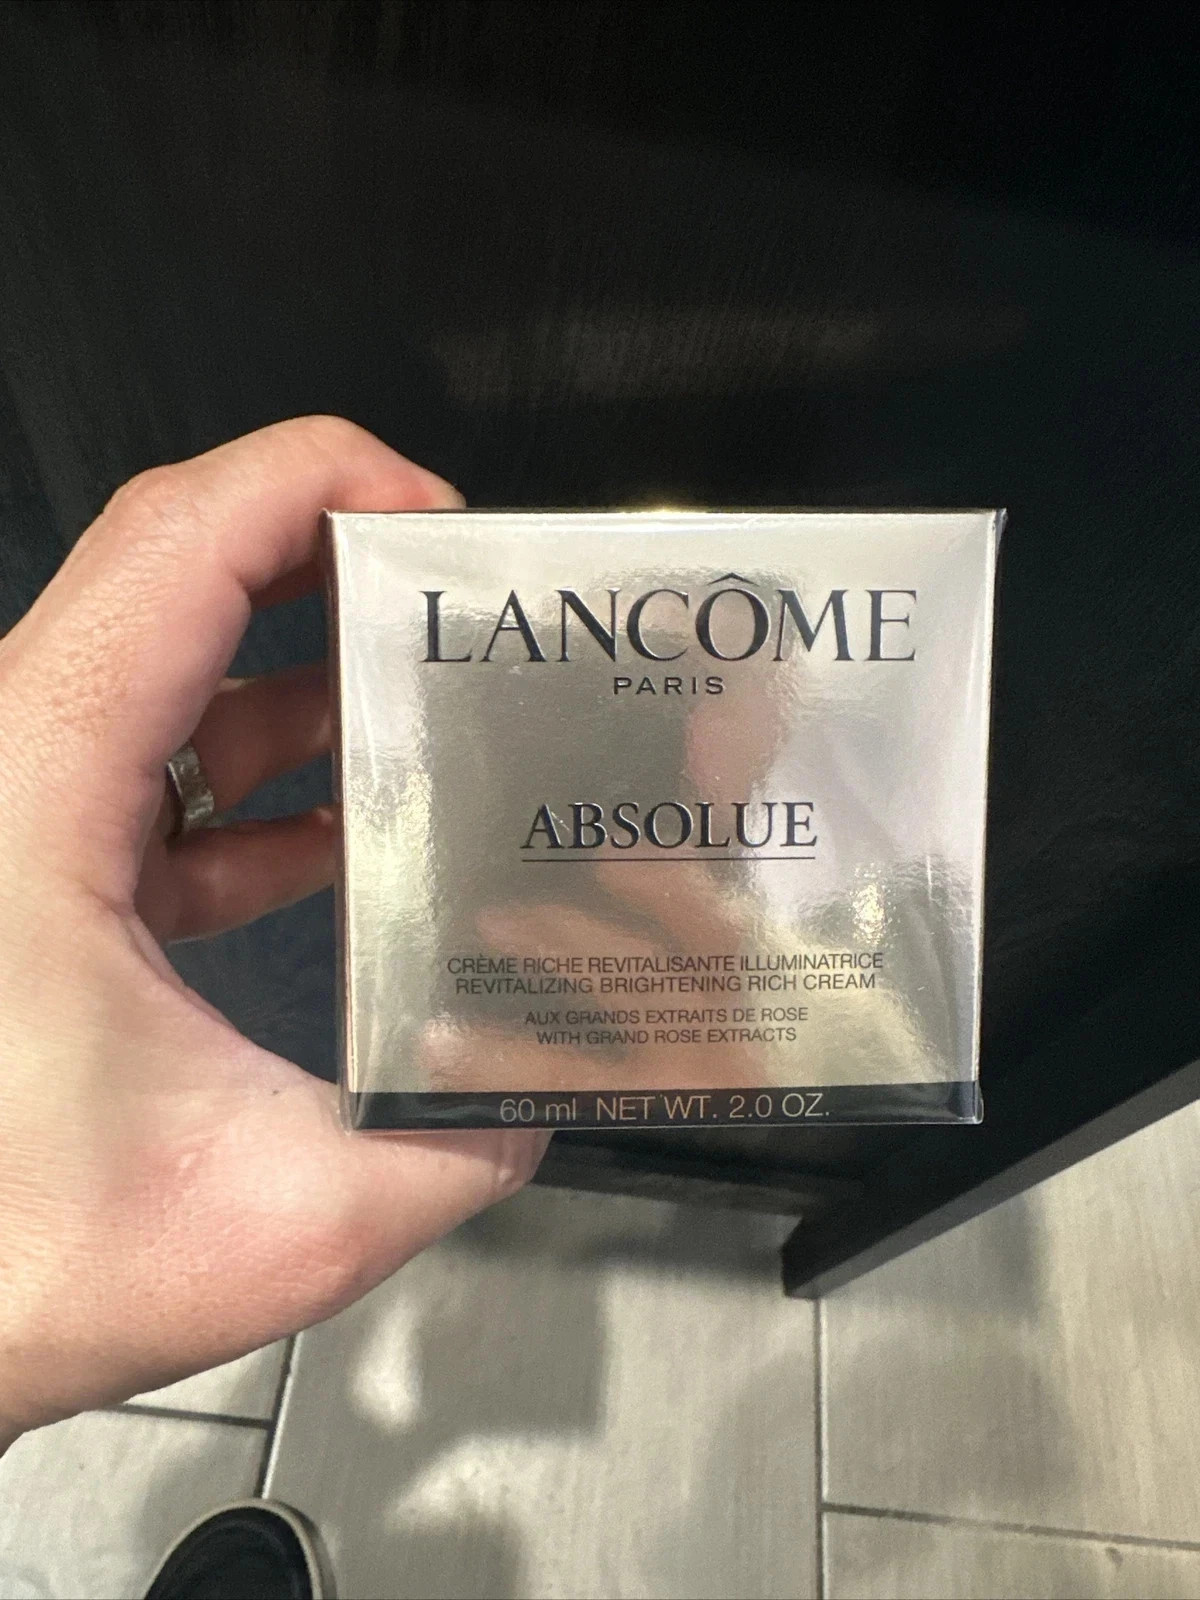 LANCÔME
PARIS
ABSOLUE
CRÈME RICHE REVITALISANTE ILLUMINATRICE
REVITALIZING BRIGHTENING RICH CREAM
AUX GRANDS EXTRAITS DE ROSE
WITH GRAND ROSE EXTRACTS
60 ml NET WT. 2.0 OZ.